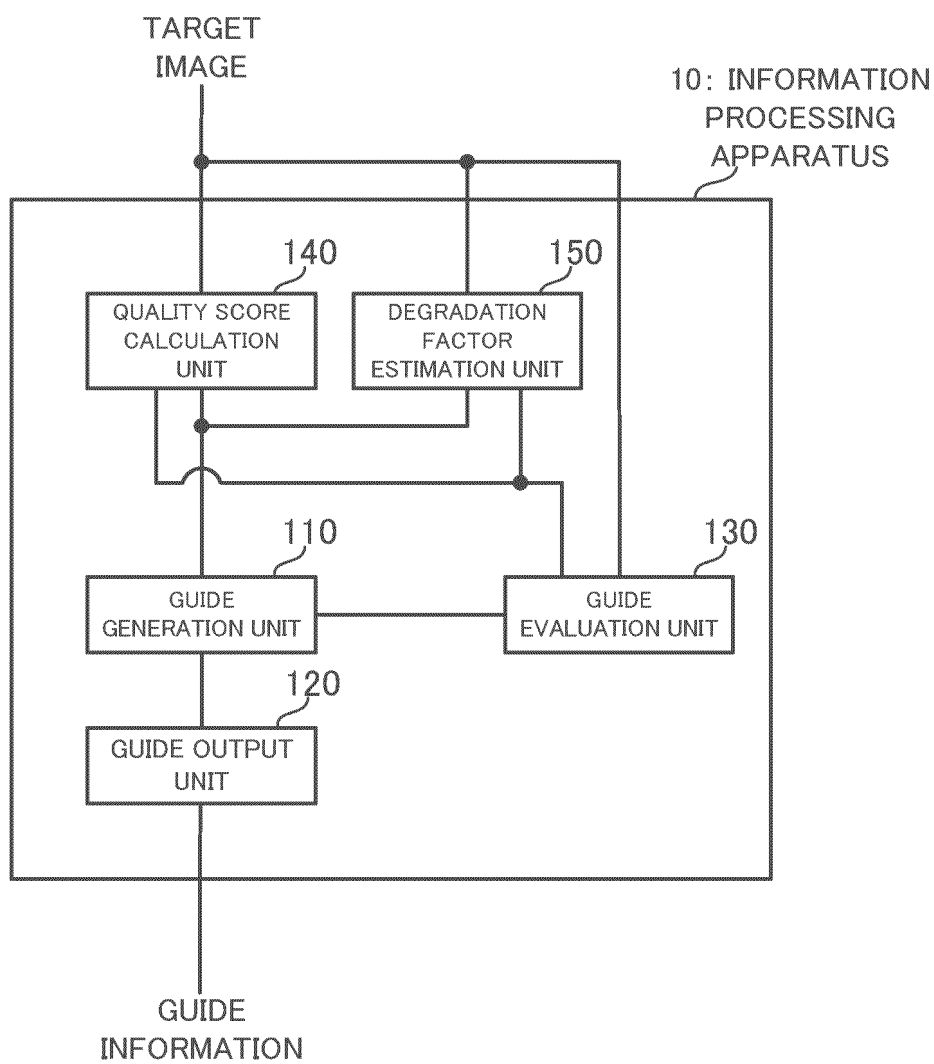 TARGET
IMAGE
10: INFORMATION
PROCESSING
APPARATUS
140
QUALITY SCORE
CALCULATION
UNIT
150
DEGRADATION
FACTOR
ESTIMATION UNIT
110
GUIDE
GENERATION UNIT
130
GUIDE
EVALUATION UNIT
120
GUIDE OUTPUT
UNIT
GUIDE
INFORMATION